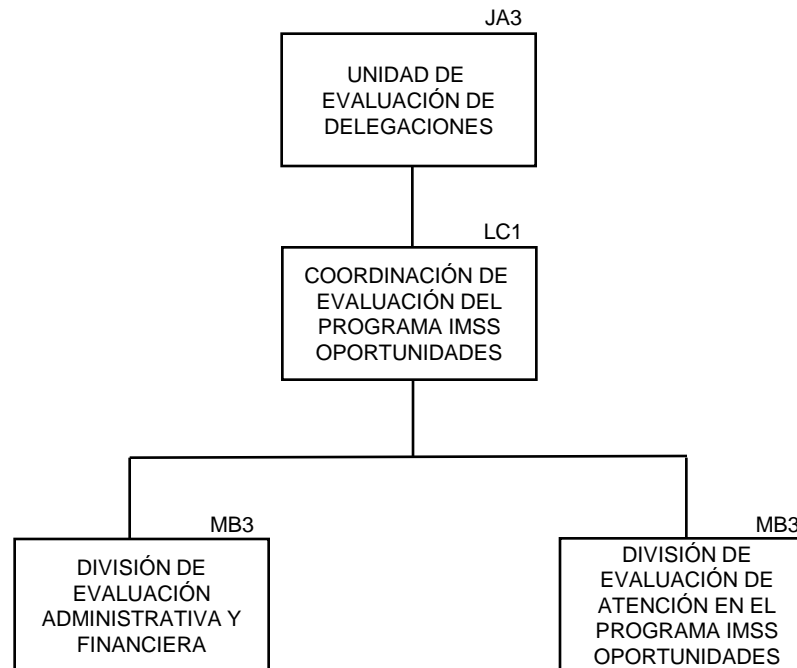 JA3
UNIDAD DE
EVALUACIÓN DE
DELEGACIONES
LC1
COORDINACIÓN DE
EVALUACIÓN DEL
PROGRAMA IMSS
OPORTUNIDADES
MB3
DIVISIÓN DE
EVALUACIÓN
ADMINISTRATIVA Y
FINANCIERA
MB3
DIVISIÓN DE
EVALUACIÓN DE
ATENCIÓN EN EL
PROGRAMA IMSS
OPORTUNIDADES